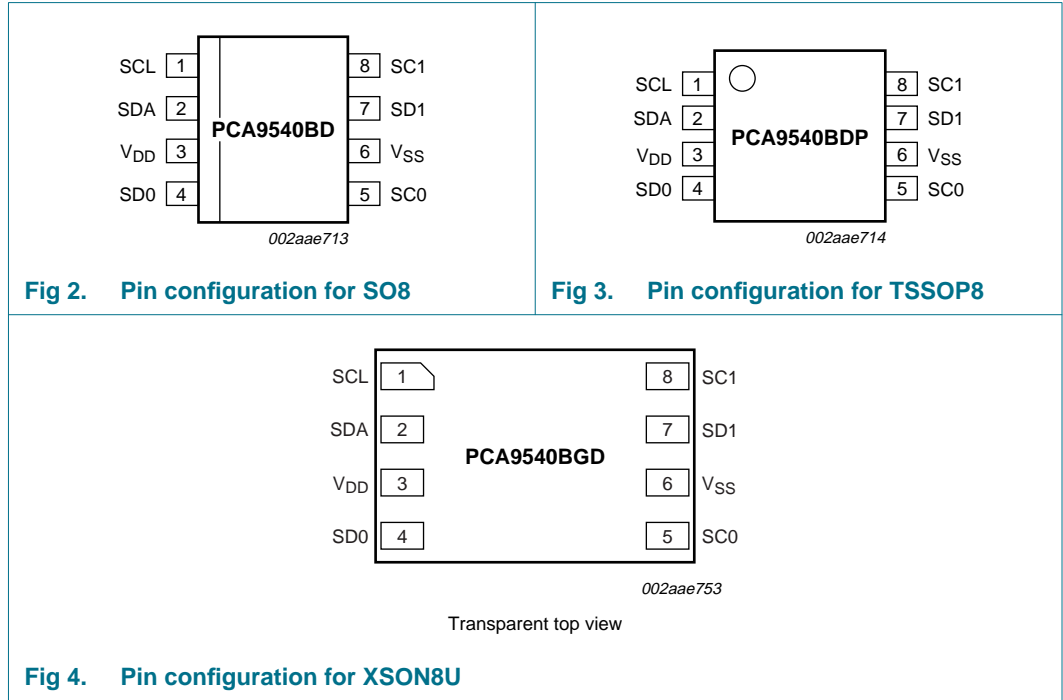 SCL 1 8 SC1
SDA 2 7 SD1
PCA9540BD
VDD 3 6 VSS
SD0 4 5 SC0
002aae713
Fig 2. Pin configuration for SO8
SCL 1 8 SC1
SDA 2 7 SD1
PCA9540BDP
VDD 3 6 VSS
SD0 4 5 SC0
002aae714
Fig 3. Pin configuration for TSSOP8
SCL 1 8 SC1
SDA 2 7 SD1
PCA9540BGD
VDD 3 6 VSS
SD0 4 5 SC0
002aae753
Transparent top view
Fig 4. Pin configuration for XSON8U